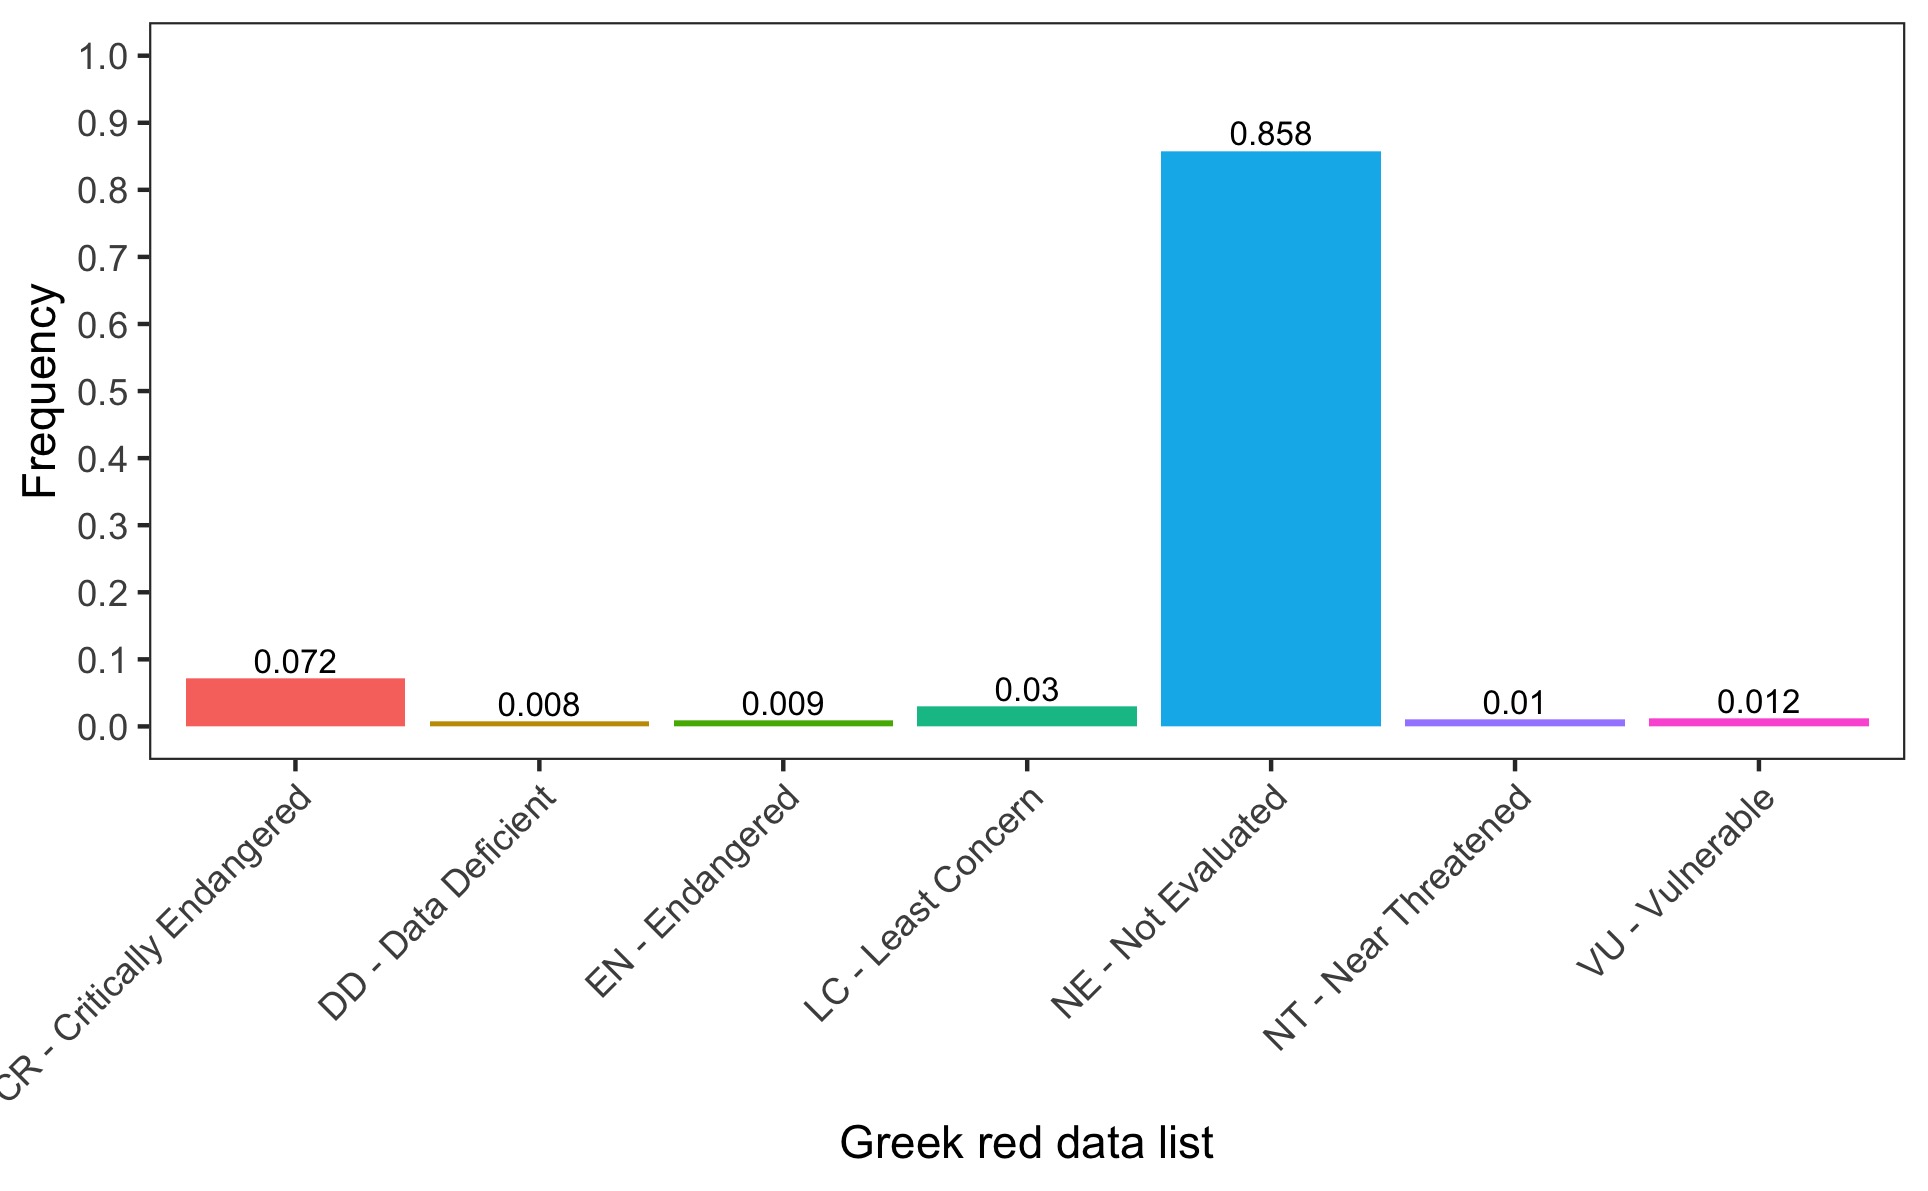 1.0
0.9
0.8
0.7
0.6
0.5
0.4
0.3
0.2
0.1
0.0
Frequency
0.072
0.008
0.009
0.03
0.858
0.01
0.012
CR - Critically Endangered
DD - Data Deficient
EN - Endangered
LC - Least Concern
NE - Not Evaluated
NT - Near Threatened
VU - Vulnerable
Greek red data list